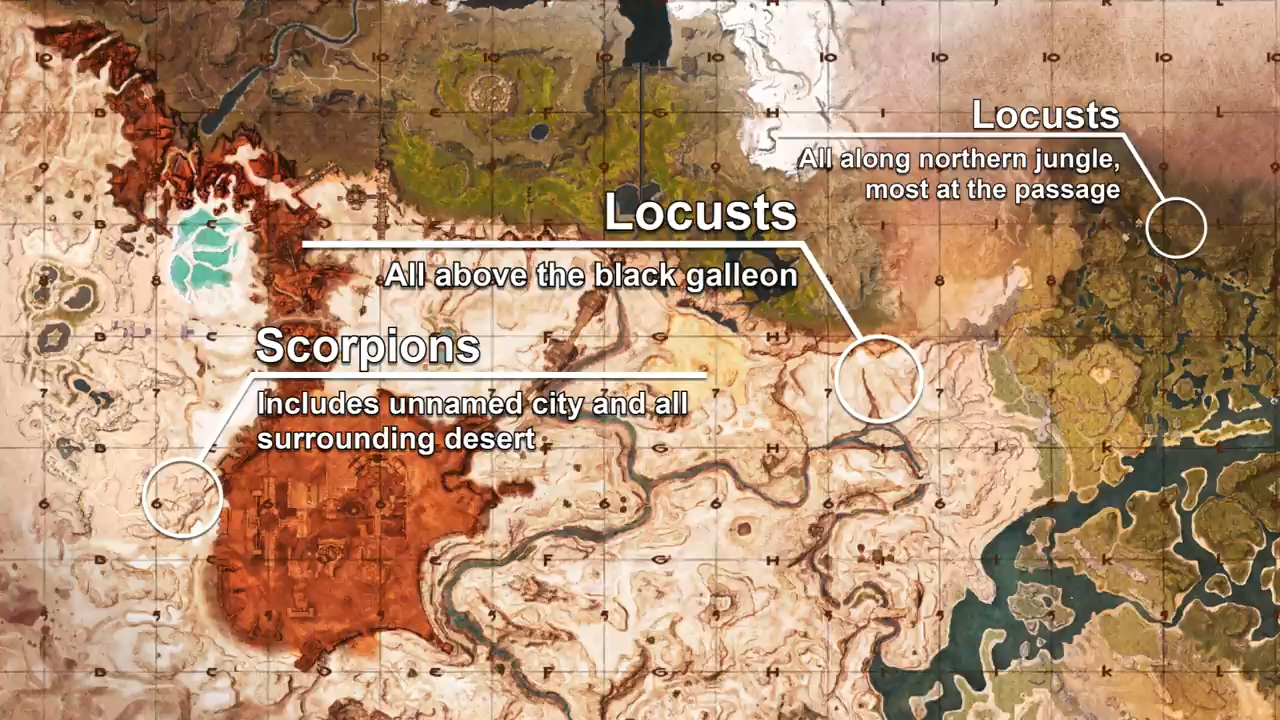 Locusts
All along northern jungle,
most at the passage
Locusts
All above the black galleon
Scorpions
Includes unnamed city and all
surrounding desert